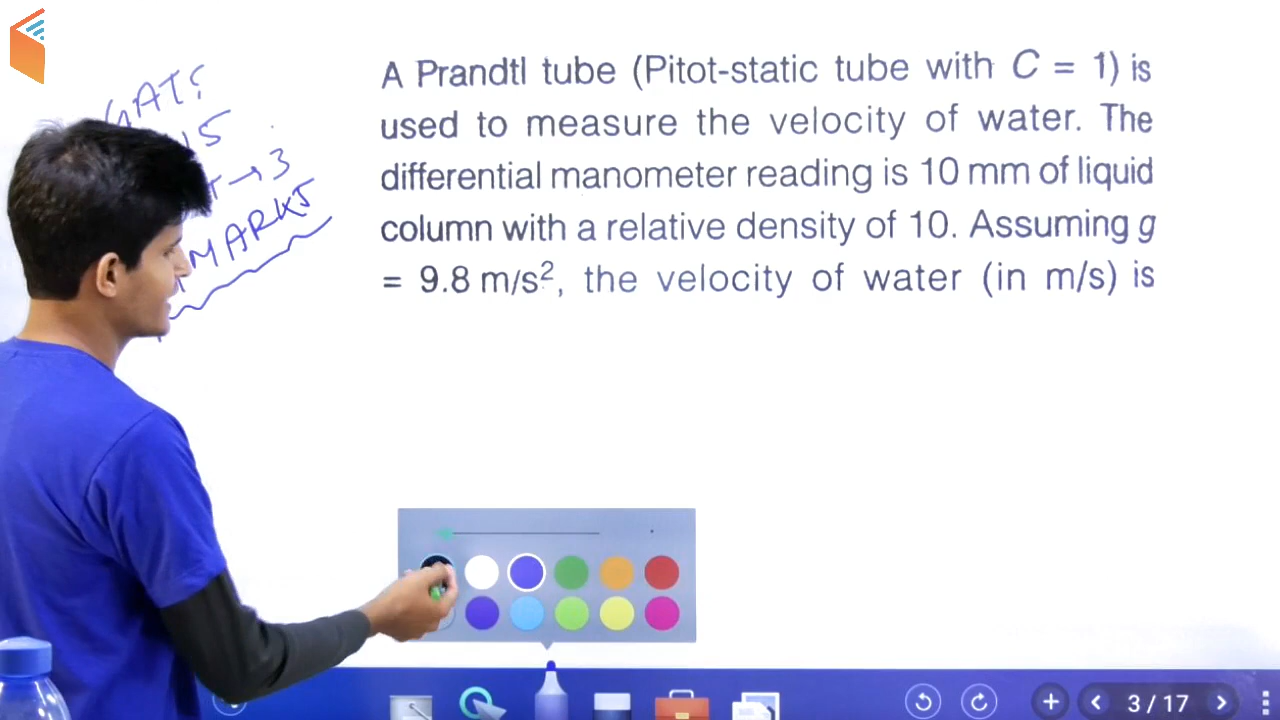 GATE
15
→ 3
MARKS
A Prandtl tube (Pitot-static tube with C = 1) is
used to measure the velocity of water. The
differential manometer reading is 10 mm of liquid
column with a relative density of 10. Assuming g
= 9.8 m/s², the velocity of water (in m/s) is
3 / 17